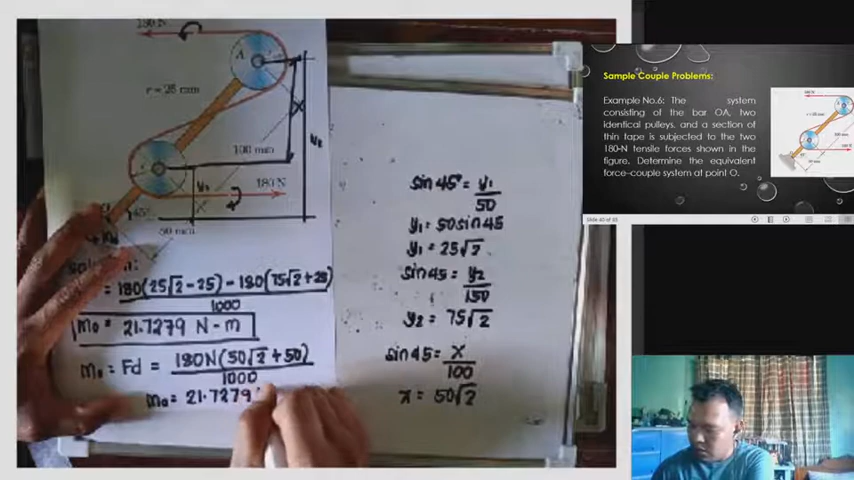 180 N
A
r = 25 mm
100 mm
y2
x
y1
180 N
45°
50 mm
Solution:
= 180(25√2 - 25) - 180(75√2 + 25)
1000
Mo = 21.7279 N-m
Mo = Fd = 180N(50√2 + 50)
1000
Mo = 21.7279
sin 45° = y1
50
y1 = 50 sin 45
y1 = 25√2
sin 45 = y2
150
y2 = 75√2
sin 45 = x
100
x = 50√2
Sample Couple Problems:
Example No.6: The system
consisting of the bar OA, two
identical pulleys, and a section of
thin tape is subjected to the two
180-N tensile forces shown in the
figure. Determine the equivalent
force-couple system at point O.